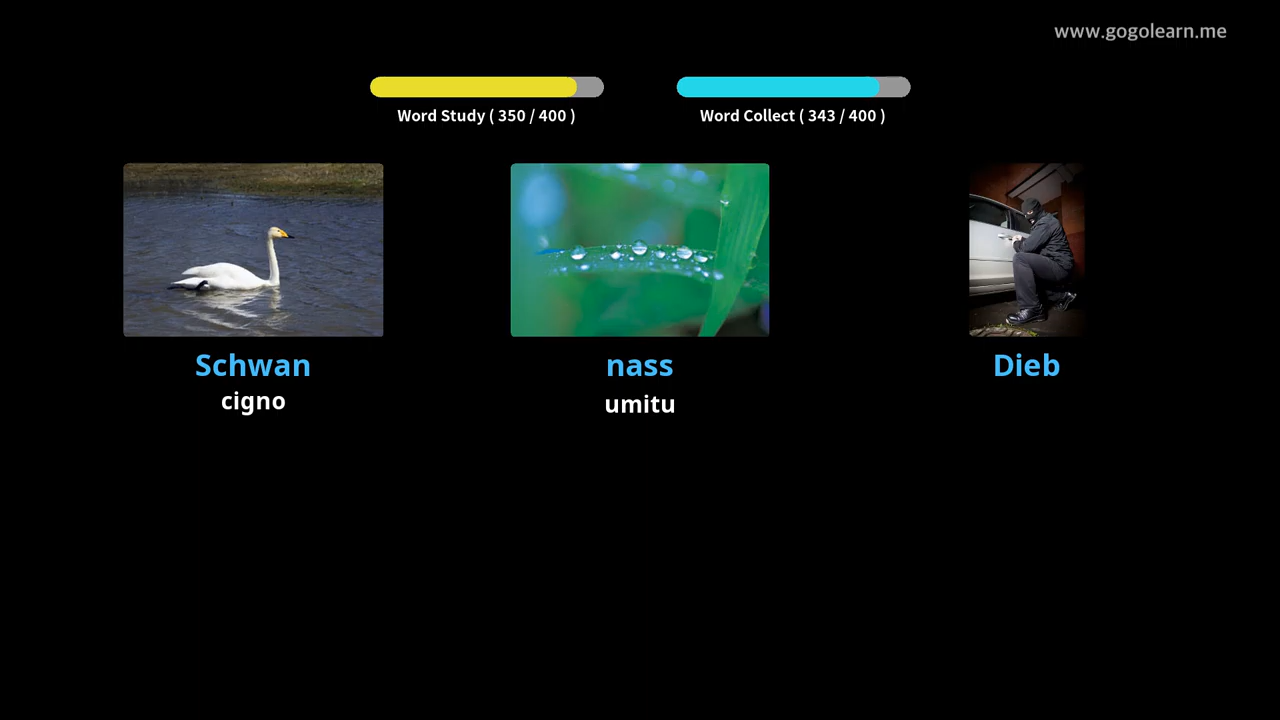 www.gogolearn.me
Word Study ( 350 / 400 )
Word Collect ( 343 / 400 )
Schwan
cigno
nass
umitu
Dieb